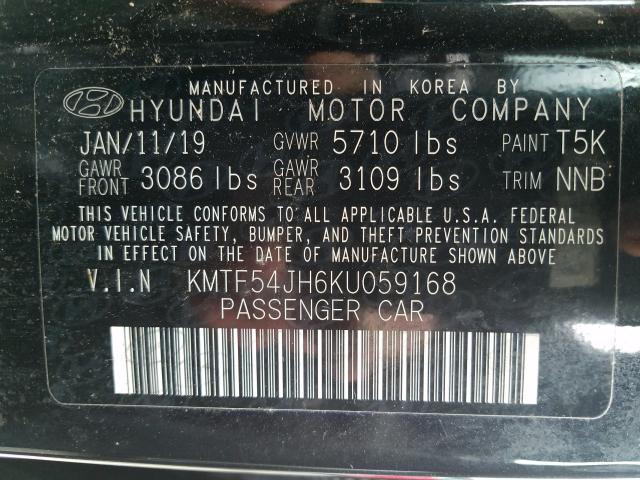 MANUFACTURED IN KOREA BY
HYUNDAI MOTOR COMPANY
JAN/11/19 GVWR 5710 lbs PAINT T5K
GAWR FRONT 3086 lbs GAWR REAR 3109 lbs TRIM NNB
THIS VEHICLE CONFORMS TO ALL APPLICABLE U.S.A. FEDERAL
MOTOR VEHICLE SAFETY, BUMPER, AND THEFT PREVENTION STANDARDS
IN EFFECT ON THE DATE OF MANUFACTURE SHOWN ABOVE
V.I.N KMTF54JH6KU059168
PASSENGER CAR